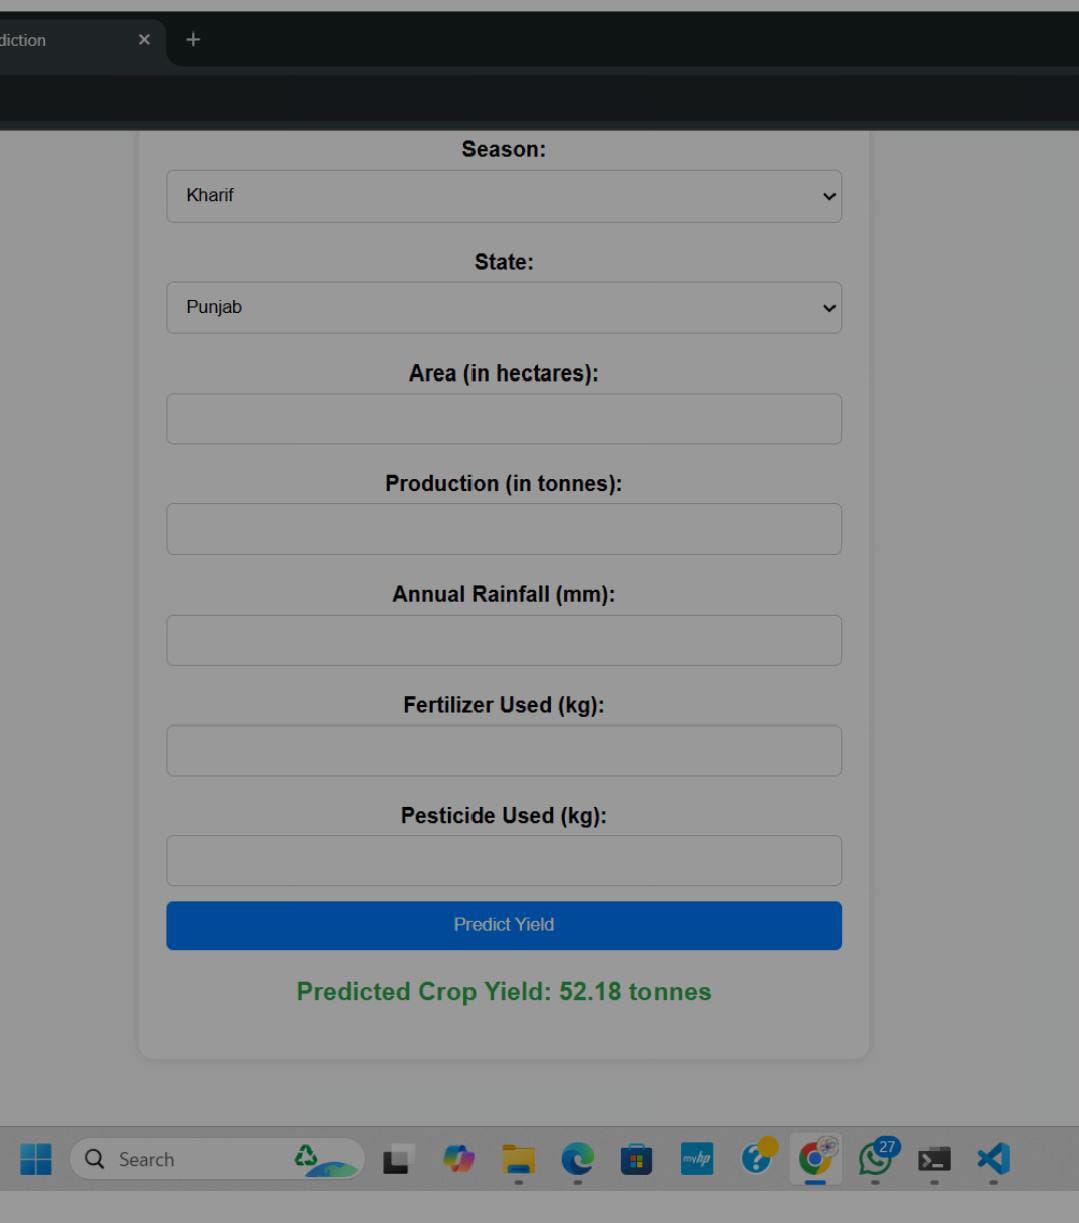 diction
Season:
Kharif
State:
Punjab
Area (in hectares):
Production (in tonnes):
Annual Rainfall (mm):
Fertilizer Used (kg):
Pesticide Used (kg):
Predict Yield
Predicted Crop Yield: 52.18 tonnes
Search
myhp
27